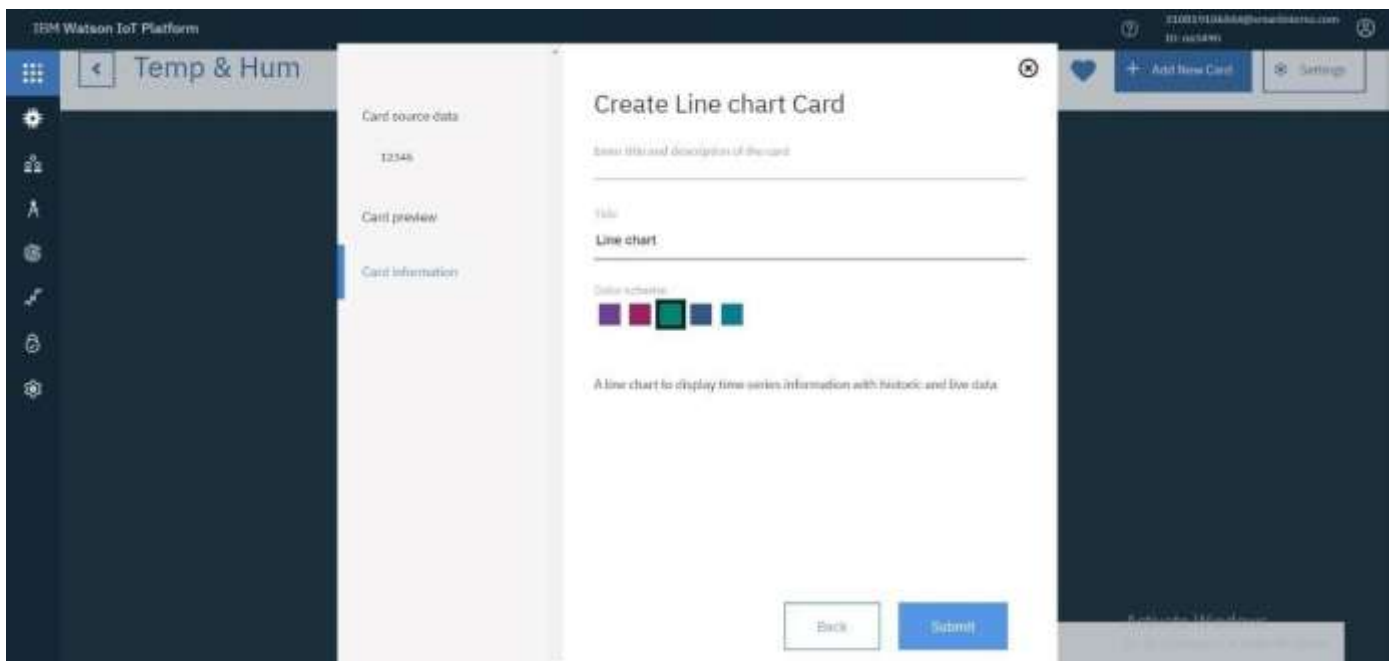 IBM Watson IoT Platform
Temp & Hum
Add New Card
Settings
Card source data
12346
Card preview
Card information
Create Line chart Card
Enter title and description of the card
Title
Line chart
Color scheme
A line chart to display time series information with historic and live data
Back
Submit
Activate Windows